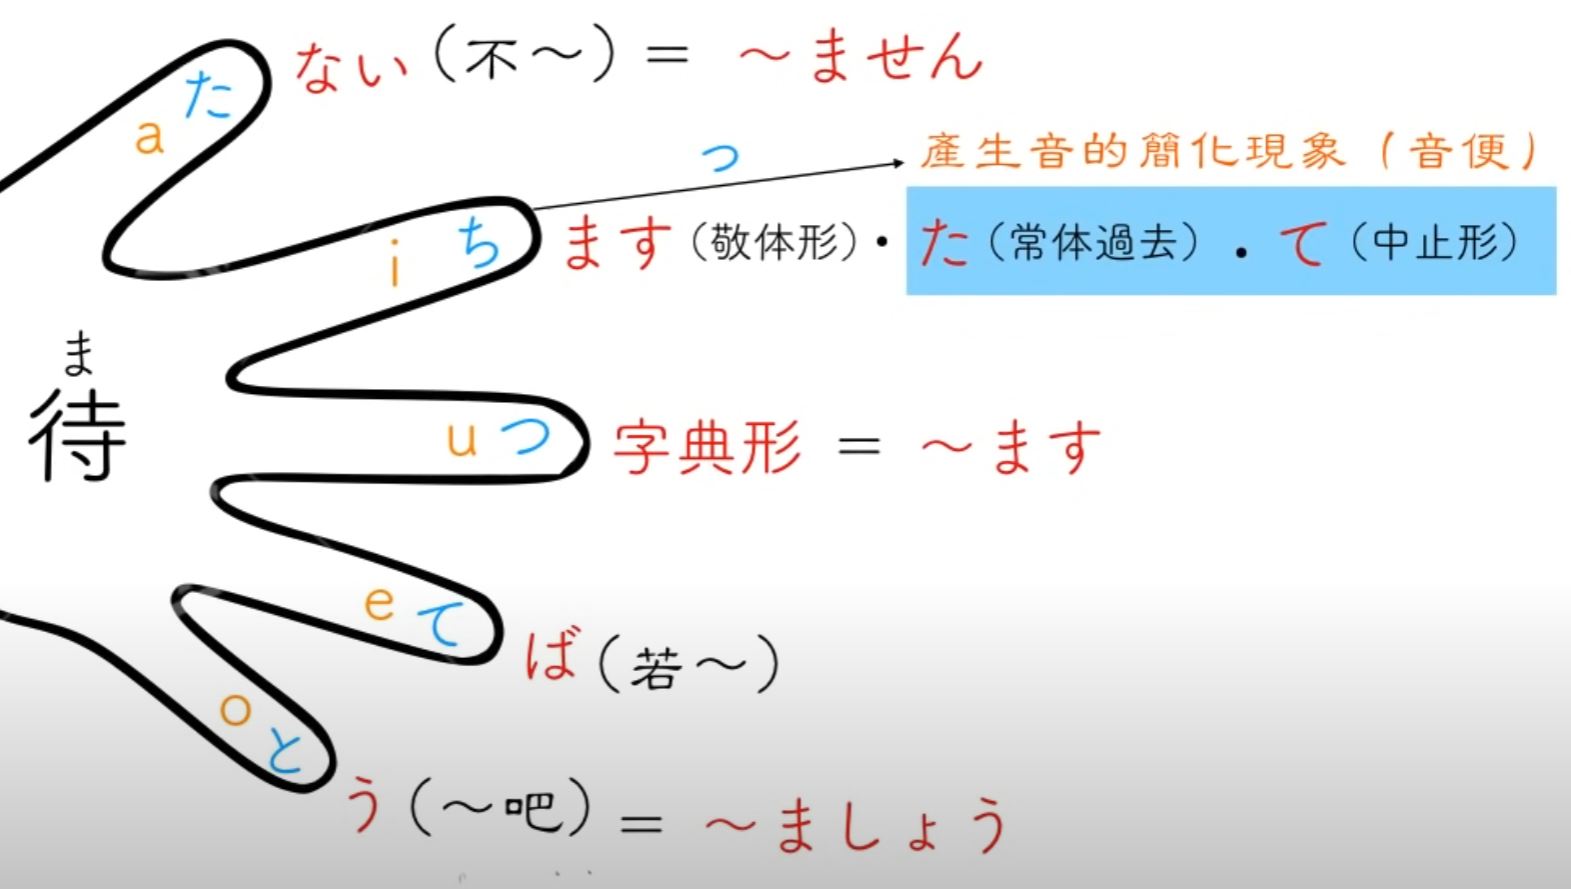 た ない（不～）＝ ～ません
a
っ 產生音的簡化現象（音便）
i ち ます（敬体形）・た（常体過去）．て（中止形）
ま
待
u つ 字典形 ＝ ～ます
e て ば（若～）
o と う（～吧）＝ ～ましょう